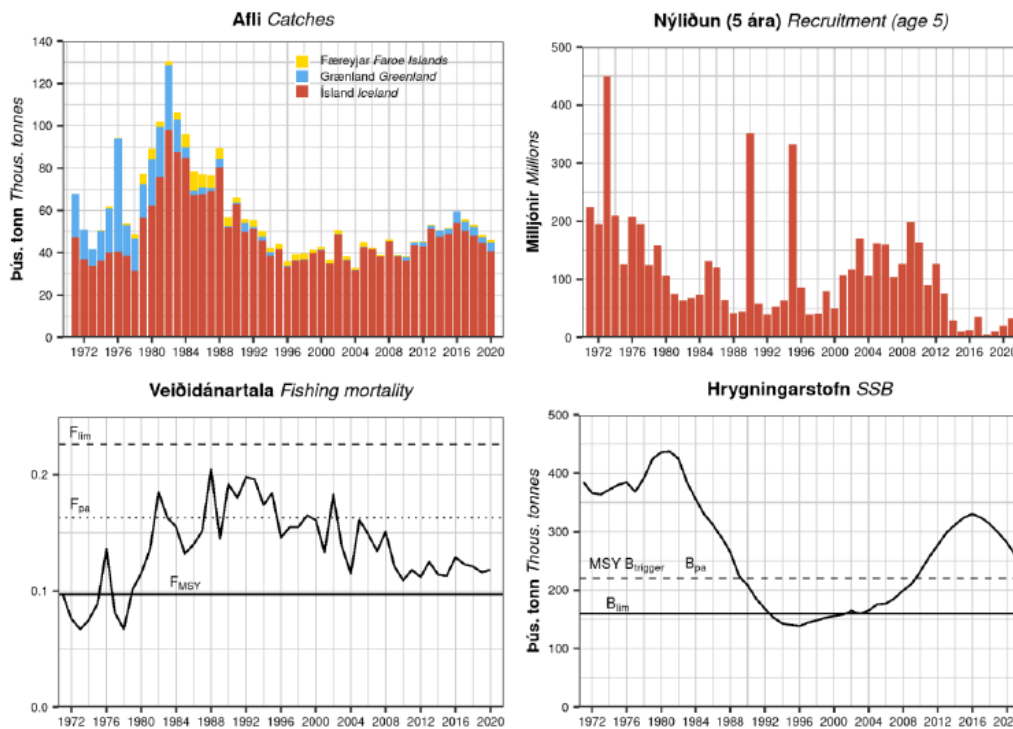 Afli Catches
Þús. tonn Thous. tonnes
140
120
100
80
60
40
20
0
Færeyjar Faroe Islands
Grænland Greenland
Ísland Iceland
1972 1976 1980 1984 1988 1992 1996 2000 2004 2008 2012 2016 2020
Nýliðun (5 ára) Recruitment (age 5)
Milljónir Millions
500
400
300
200
100
0
1972 1976 1980 1984 1988 1992 1996 2000 2004 2008 2012 2016 2020
Veiðidánartala Fishing mortality
0.2
0.1
0.0
Flim
Fpa
FMSY
1972 1976 1980 1984 1988 1992 1996 2000 2004 2008 2012 2016 2020
Hrygningarstofn SSB
Þús. tonn Thous. tonnes
500
400
300
200
100
0
MSY Btrigger Bpa
Blim
1972 1976 1980 1984 1988 1992 1996 2000 2004 2008 2012 2016 2020